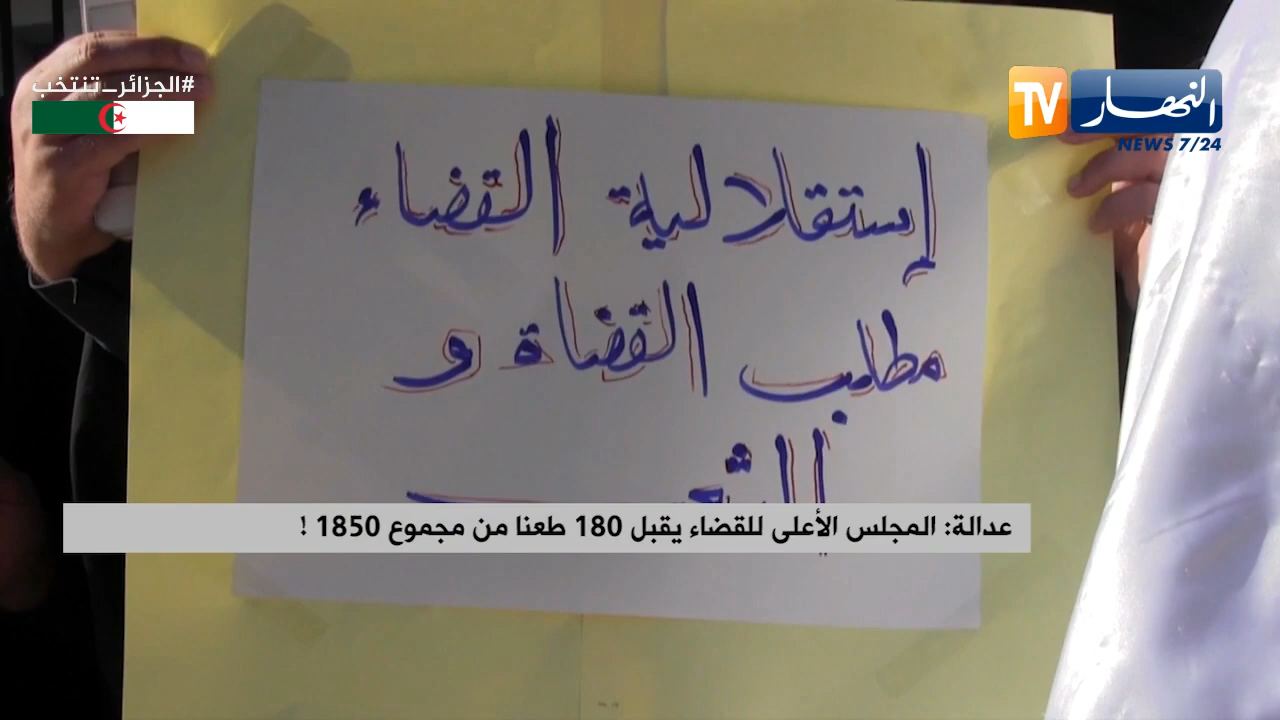 #الجزائر_تنتخب
النهار TV
NEWS 7/24
إستقلالية القضاء
مطلب القضاة و
الشعب
عدالة: المجلس الأعلى للقضاء يقبل 180 طعنا من مجموع 1850 !